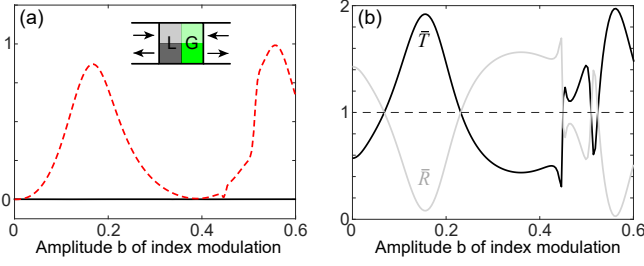 (a)
L G
1
0
0 0.2 0.4 0.6
Amplitude b of index modulation
(b)
T̄
R̄
2
1
0
0 0.2 0.4 0.6
Amplitude b of index modulation